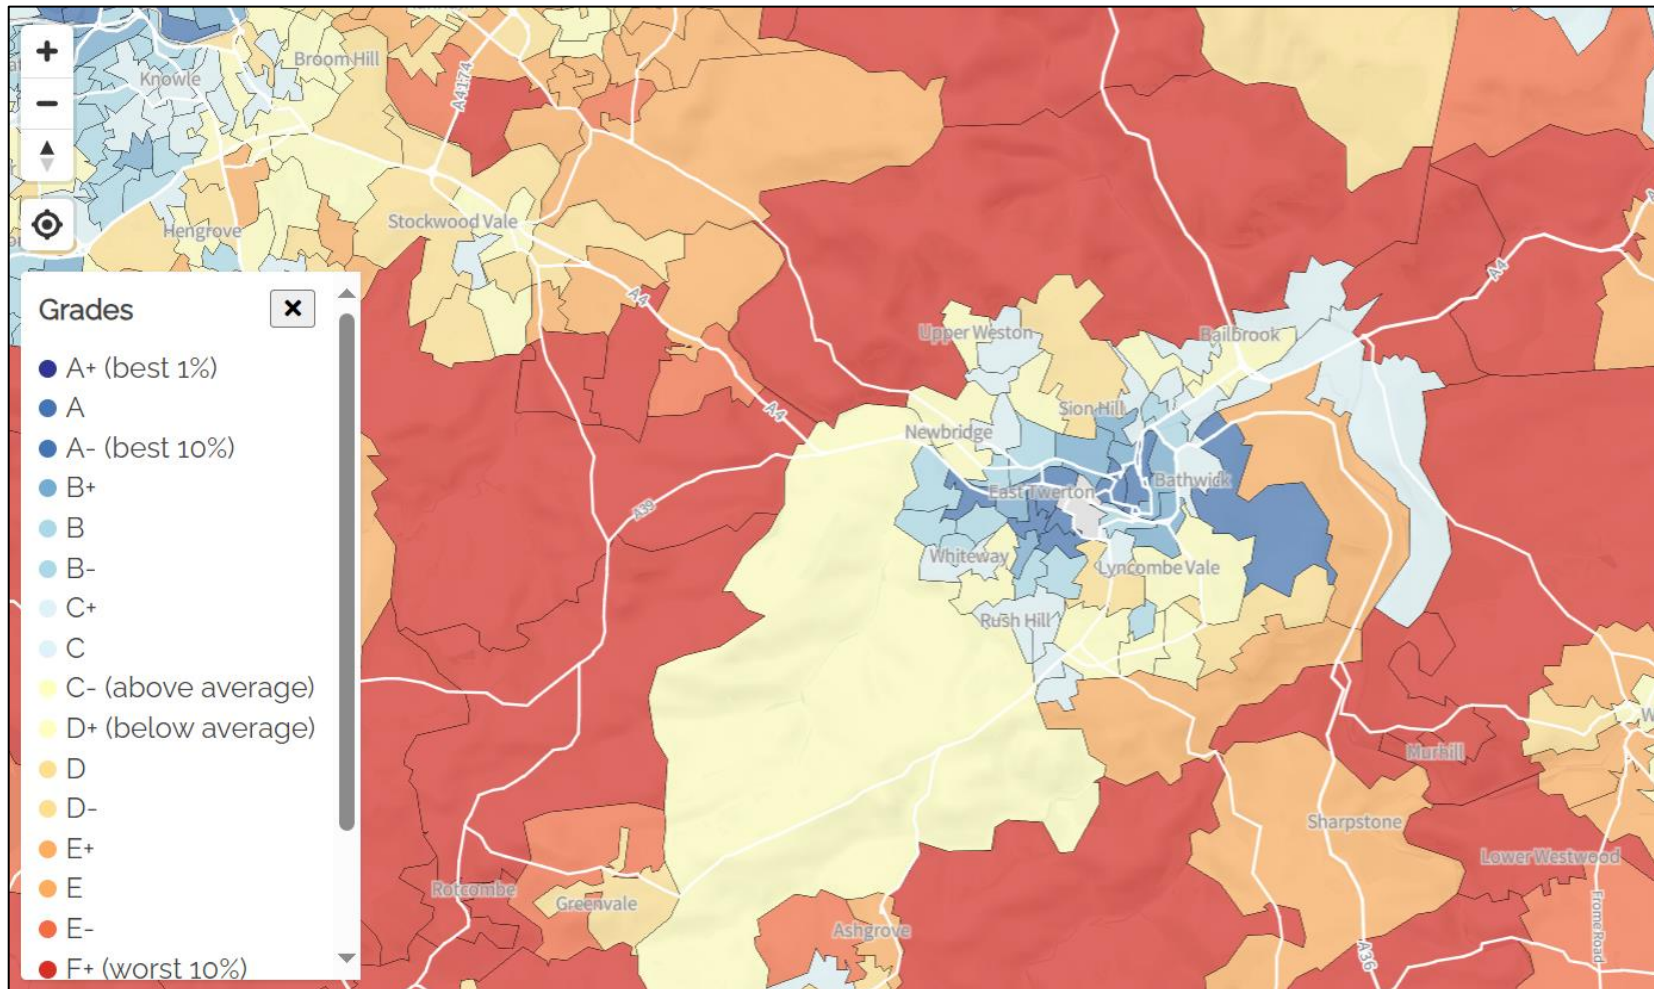 Broom Hill
Knowle
A4174
Stockwood Vale
Hengrove
Grades
A+ (best 1%)
A
A- (best 10%)
B+
B
B-
C+
C
C- (above average)
D+ (below average)
D
D-
E+
E
E-
F+ (worst 10%)
A4
A4
A4
A39
Upper Weston
Bailbrook
Sion Hill
Newbridge
East Twerton
Bathwick
Whiteway
Lyncombe Vale
Rush Hill
Murhill
Sharpstone
Lower Westwood
Rotcombe
Greenvale
Ashgrove
A36
Frome Road